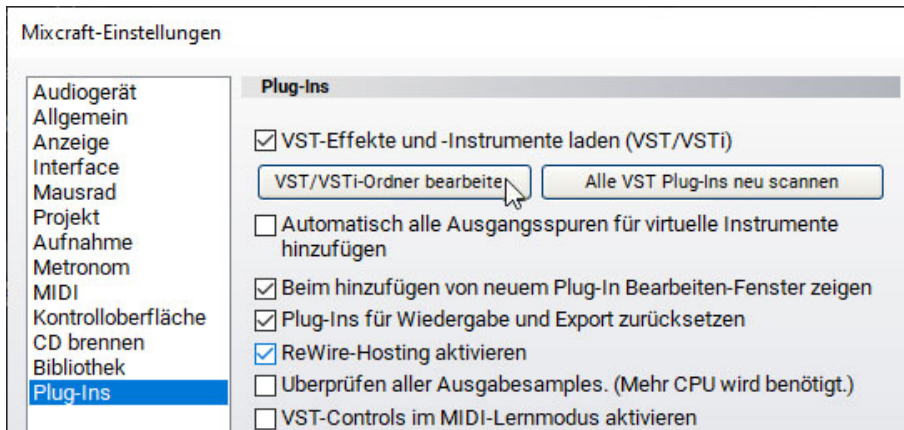 Mixcraft-Einstellungen
Audiogerät
Allgemein
Anzeige
Interface
Mausrad
Projekt
Aufnahme
Metronom
MIDI
Kontrolloberfläche
CD brennen
Bibliothek
Plug-Ins
Plug-Ins
VST-Effekte und -Instrumente laden (VST/VSTi)
VST/VSTi-Ordner bearbeite
Alle VST Plug-Ins neu scannen
Automatisch alle Ausgangsspuren für virtuelle Instrumente
hinzufügen
Beim hinzufügen von neuem Plug-In Bearbeiten-Fenster zeigen
Plug-Ins für Wiedergabe und Export zurücksetzen
ReWire-Hosting aktivieren
Überprüfen aller Ausgabesamples. (Mehr CPU wird benötigt.)
VST-Controls im MIDI-Lernmodus aktivieren